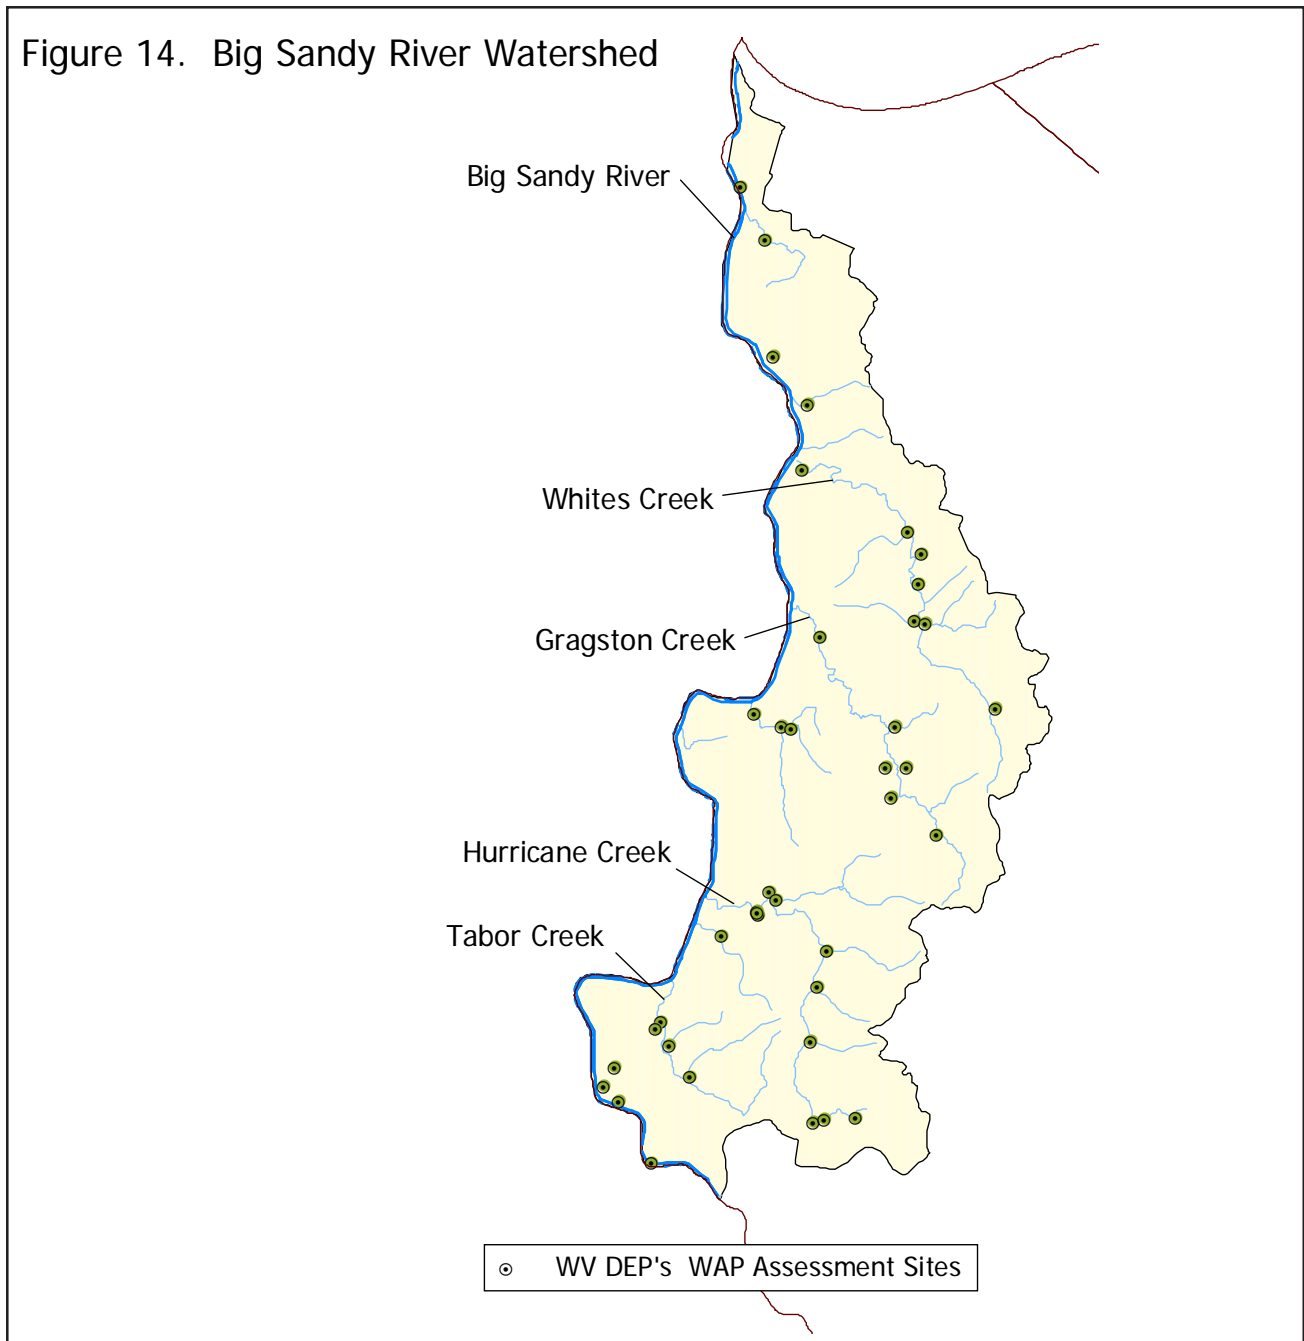 Figure 14. Big Sandy River Watershed
Big Sandy River
Whites Creek
Gragston Creek
Hurricane Creek
Tabor Creek
WV DEP's WAP Assessment Sites